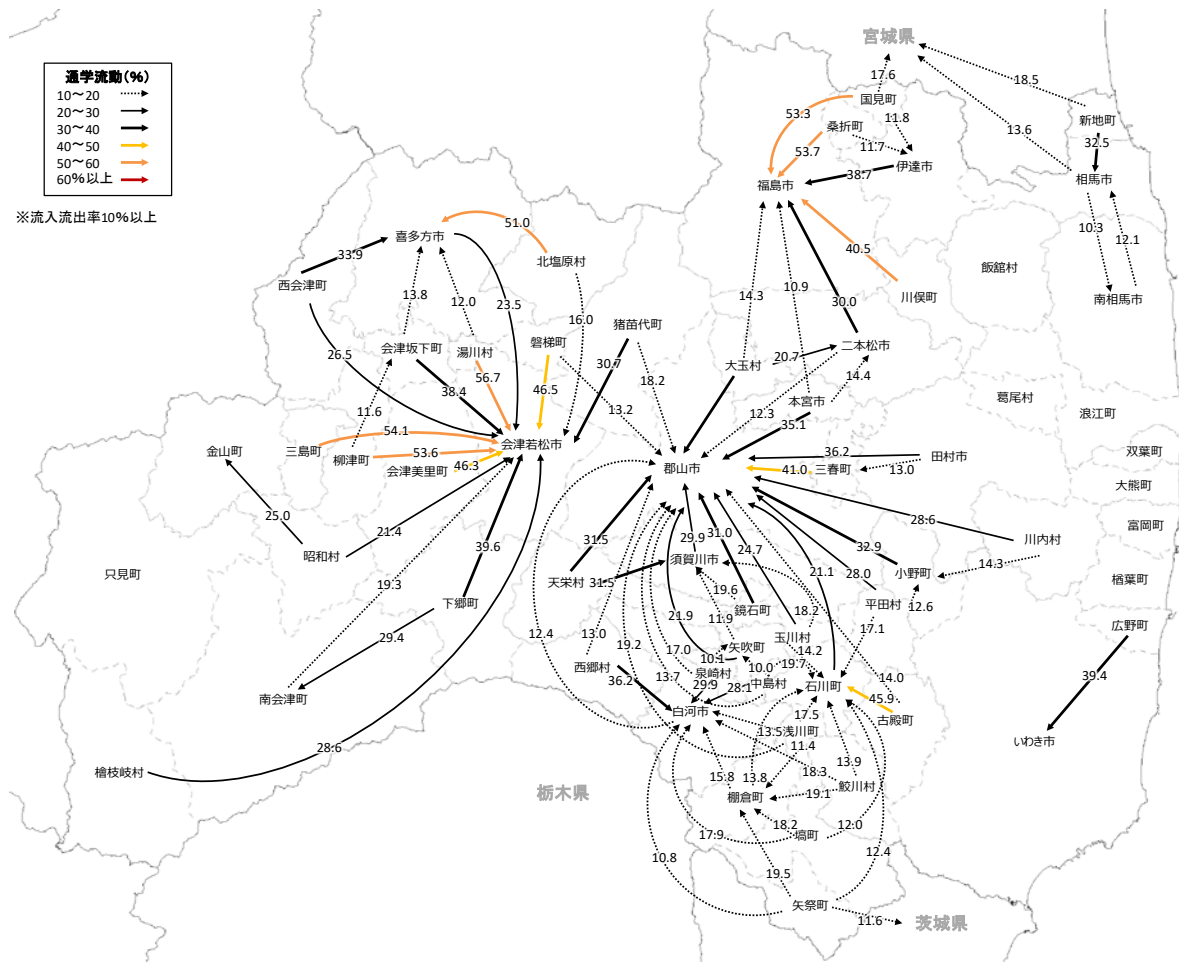 宮城県
通学流動(%)
10～20
20～30
30～40
40～50
50～60
60%以上
※流入流出率10%以上
17.6
18.5
国見町
53.3
11.8
新地町
桑折町
13.6
32.5
53.7
11.7
伊達市
38.7
相馬市
福島市
51.0
10.3
12.1
喜多方市
33.9
40.5
北塩原村
飯舘村
西会津町
10.9
川俣町
南相馬市
13.8
12.0
23.5
14.3
30.0
16.0
猪苗代町
会津坂下町
湯川村
磐梯町
二本松市
26.5
30.7
大玉村
20.7
56.7
18.2
14.4
38.4
46.5
本宮市
葛尾村
11.6
13.2
12.3
浪江町
35.1
54.1
会津若松市
金山町
三島町
柳津町
53.6
36.2
田村市
双葉町
会津美里町
46.3
郡山市
41.0
三春町
13.0
大熊町
25.0
28.6
富岡町
21.4
31.5
29.9
31.0
川内村
昭和村
39.6
24.7
32.9
只見町
須賀川市
14.3
21.1
28.0
小野町
19.3
天栄村
31.5
19.6
楢葉町
下郷町
鏡石町
平田村
12.6
21.9
11.9
18.2
広野町
12.4
13.0
玉川村
17.1
29.4
19.2
矢吹町
14.2
17.0
10.1
19.7
西郷村
泉崎村
10.0
36.2
13.7
29.9
28.1
中島村
石川町
14.0
39.4
南会津町
45.9
白河市
17.5
古殿町
13.5
浅川町
いわき市
28.6
11.4
檜枝岐村
15.8
13.8
18.3
13.9
栃木県
棚倉町
19.1
鮫川村
18.2
12.0
17.9
塙町
10.8
12.4
19.5
矢祭町
11.6
茨城県